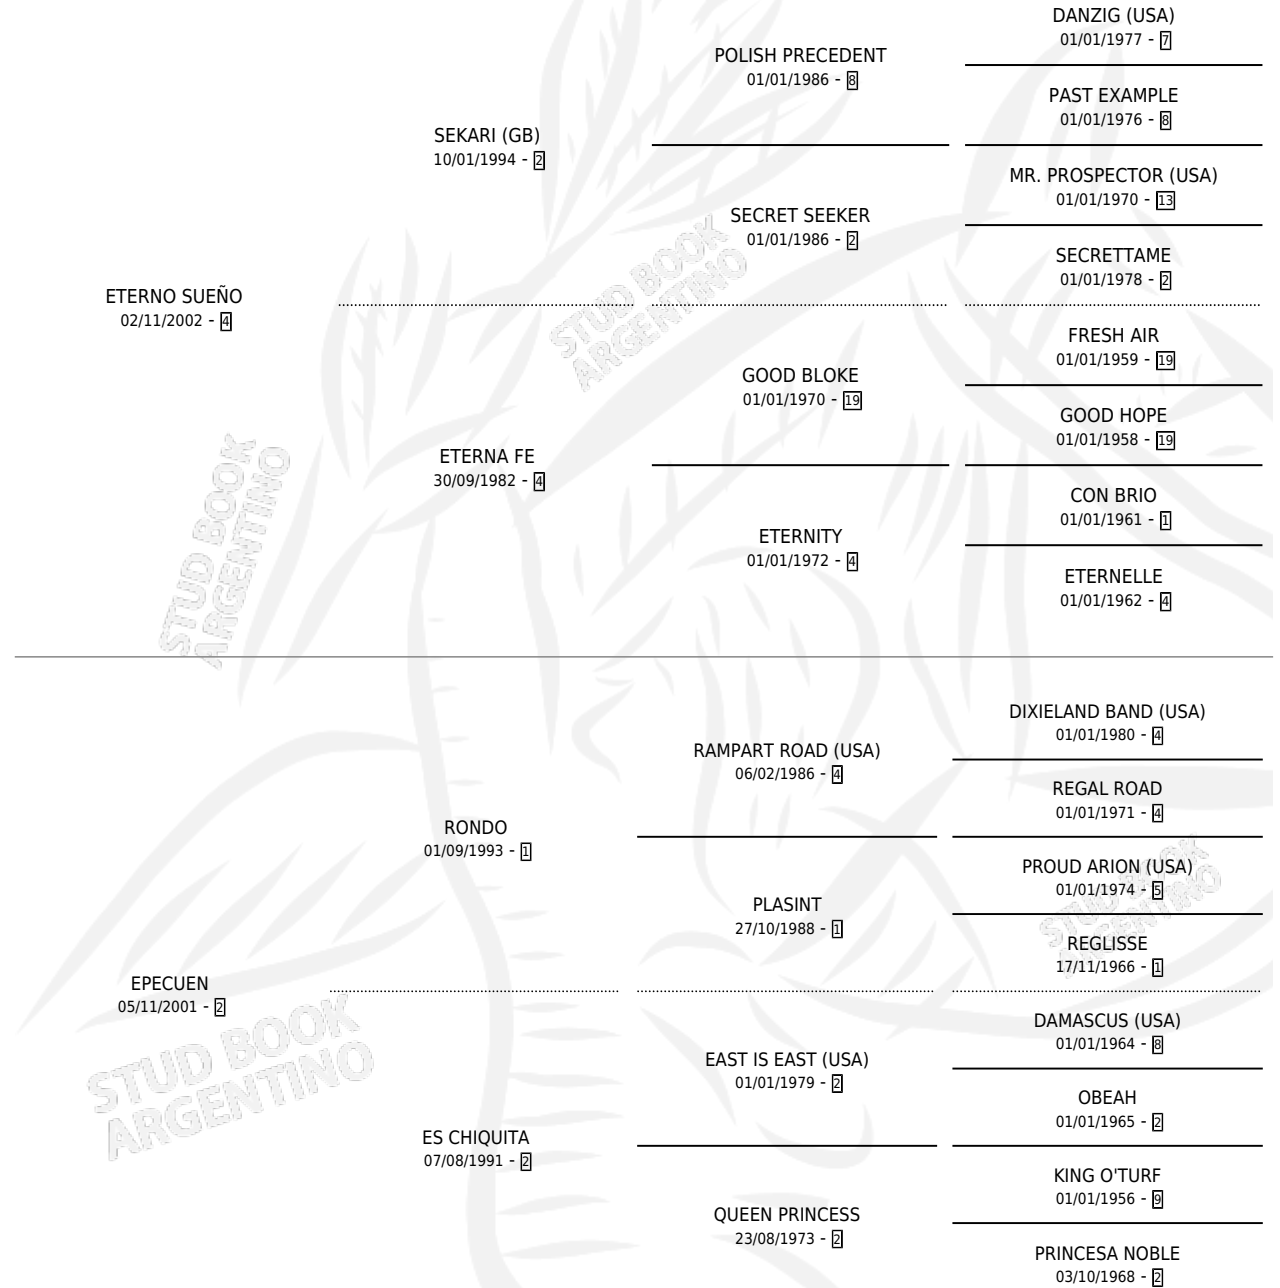 DANZIG (USA)
01/01/1977 - 7
POLISH PRECEDENT
01/01/1986 - 8
PAST EXAMPLE
01/01/1976 - 8
SEKARI (GB)
10/01/1994 - 2
MR. PROSPECTOR (USA)
01/01/1970 - 13
SECRET SEEKER
01/01/1986 - 2
SECRETTAME
01/01/1978 - 2
ETERNO SUEÑO
02/11/2002 - 4
STUD BOOK
ARGENTINO
FRESH AIR
01/01/1959 - 19
GOOD BLOKE
01/01/1970 - 19
GOOD HOPE
01/01/1958 - 19
ETERNA FE
30/09/1982 - 4
CON BRIO
01/01/1961 - 1
ETERNITY
01/01/1972 - 4
ETERNELLE
01/01/1962 - 4
STUD BOOK
ARGENTINO
DIXIELAND BAND (USA)
01/01/1980 - 4
RAMPART ROAD (USA)
06/02/1986 - 4
REGAL ROAD
01/01/1971 - 4
RONDO
01/09/1993 - 1
PROUD ARION (USA)
01/01/1974 - 5
PLASINT
27/10/1988 - 1
REGLISSE
17/11/1966 - 1
STUD BOOK
ARGENTINO
EPECUEN
05/11/2001 - 2
DAMASCUS (USA)
01/01/1964 - 8
EAST IS EAST (USA)
01/01/1979 - 2
OBEAH
01/01/1965 - 2
STUD BOOK
ARGENTINO
ES CHIQUITA
07/08/1991 - 2
KING O'TURF
01/01/1956 - 9
QUEEN PRINCESS
23/08/1973 - 2
PRINCESA NOBLE
03/10/1968 - 2